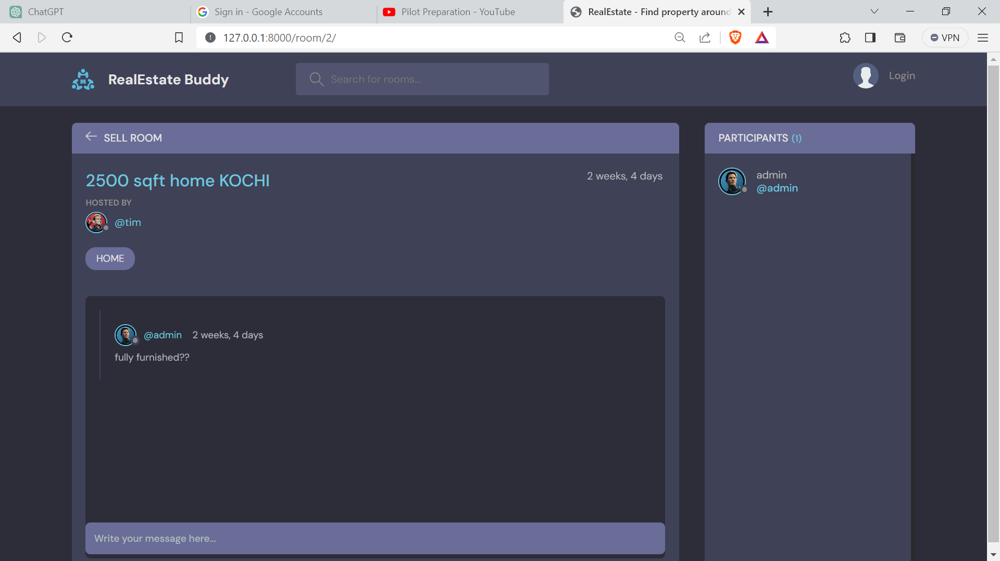 ChatGPT
Sign in - Google Accounts
Pilot Preparation - YouTube
RealEstate - Find property around
127.0.0.1:8000/room/2/
VPN
RealEstate Buddy
Search for rooms...
Login
SELL ROOM
PARTICIPANTS (1)
2500 sqft home KOCHI
2 weeks, 4 days
HOSTED BY
@tim
HOME
admin
@admin
@admin 2 weeks, 4 days
fully furnished??
Write your message here...